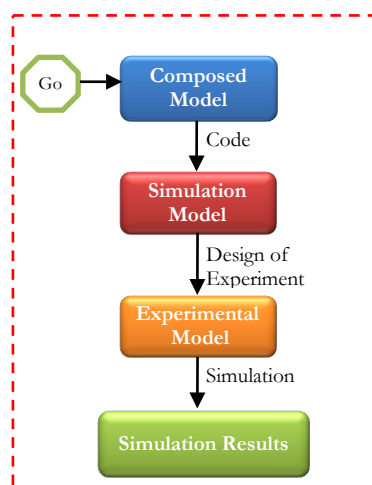 Go
Composed
Model
Code
Simulation
Model
Design of
Experiment
Experimental
Model
Simulation
Simulation Results